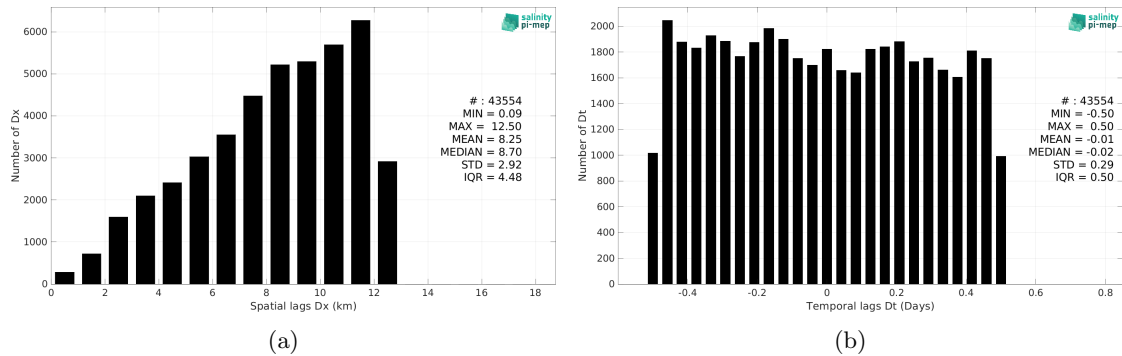 6000
5000
4000
3000
2000
1000
0
Number of Dx
0 2 4 6 8 10 12 14 16 18
Spatial lags Dx (km)
salinity
pi-mep
# : 43554
MIN = 0.09
MAX = 12.50
MEAN = 8.25
MEDIAN = 8.70
STD = 2.92
IQR = 4.48
(a)
2000
1800
1600
1400
1200
1000
800
600
400
200
0
Number of Dt
-0.4 -0.2 0 0.2 0.4 0.6 0.8
Temporal lags Dt (Days)
salinity
pi-mep
# : 43554
MIN = -0.50
MAX = 0.50
MEAN = -0.01
MEDIAN = -0.02
STD = 0.29
IQR = 0.50
(b)